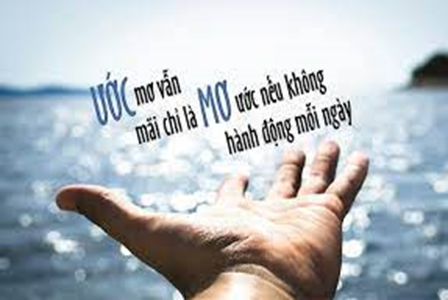 ƯỚC mơ vẫn
mãi chỉ là MƠ ước nếu không
hành động mỗi ngày